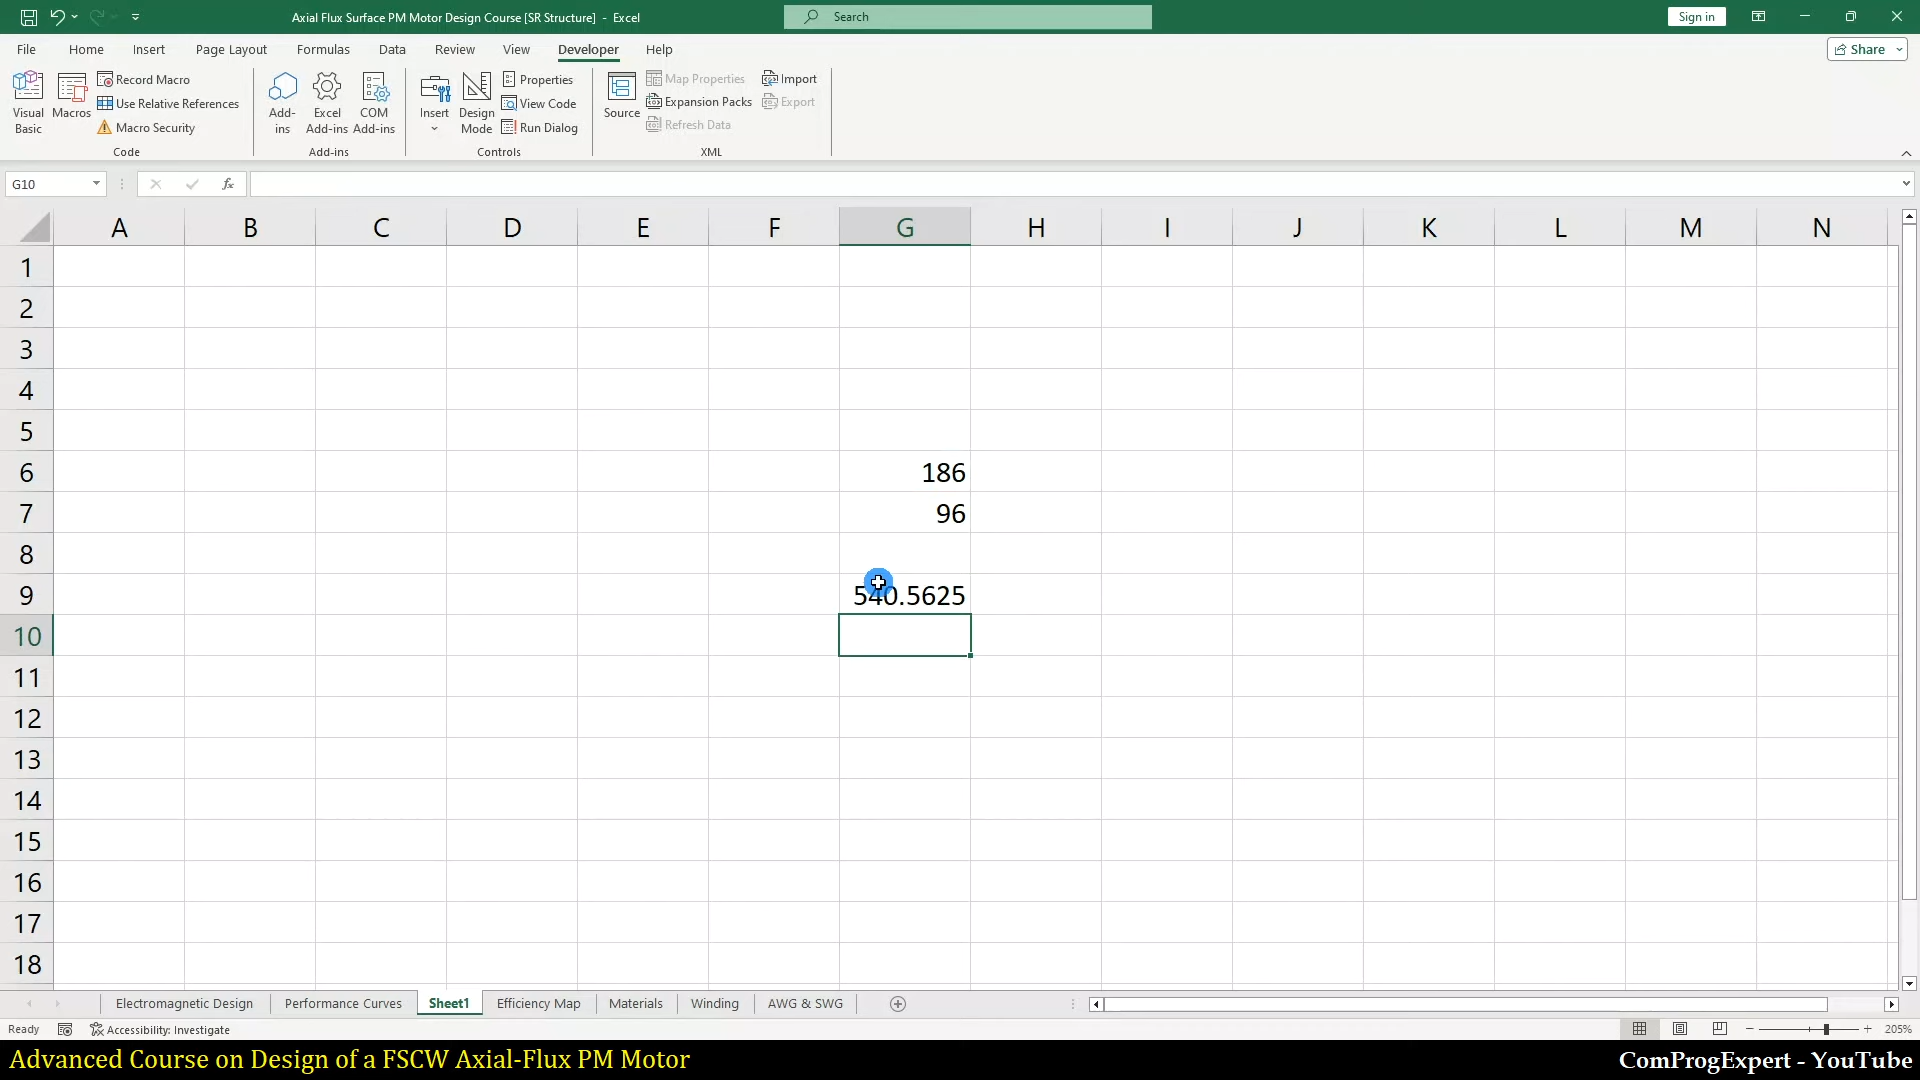 Axial Flux Surface PM Motor Design Course [SR Structure] - Excel
Search
Sign in
File Home Insert Page Layout Formulas Data Review View Developer Help
Share
Visual Basic
Macros
Record Macro
Use Relative References
Macro Security
Code
Add-ins
Excel Add-ins
COM Add-ins
Add-ins
Insert
Design Mode
Properties
View Code
Run Dialog
Controls
Source
Map Properties
Expansion Packs
Refresh Data
Import
Export
XML
G10
fx
A B C D E F G H I J K L M N
1
2
3
4
5
6 186
7 96
8
9 540.5625
10
11
12
13
14
15
16
17
18
Electromagnetic Design Performance Curves Sheet1 Efficiency Map Materials Winding AWG & SWG
Ready Accessibility: Investigate 205%
Advanced Course on Design of a FSCW Axial-Flux PM Motor
ComProgExpert - YouTube